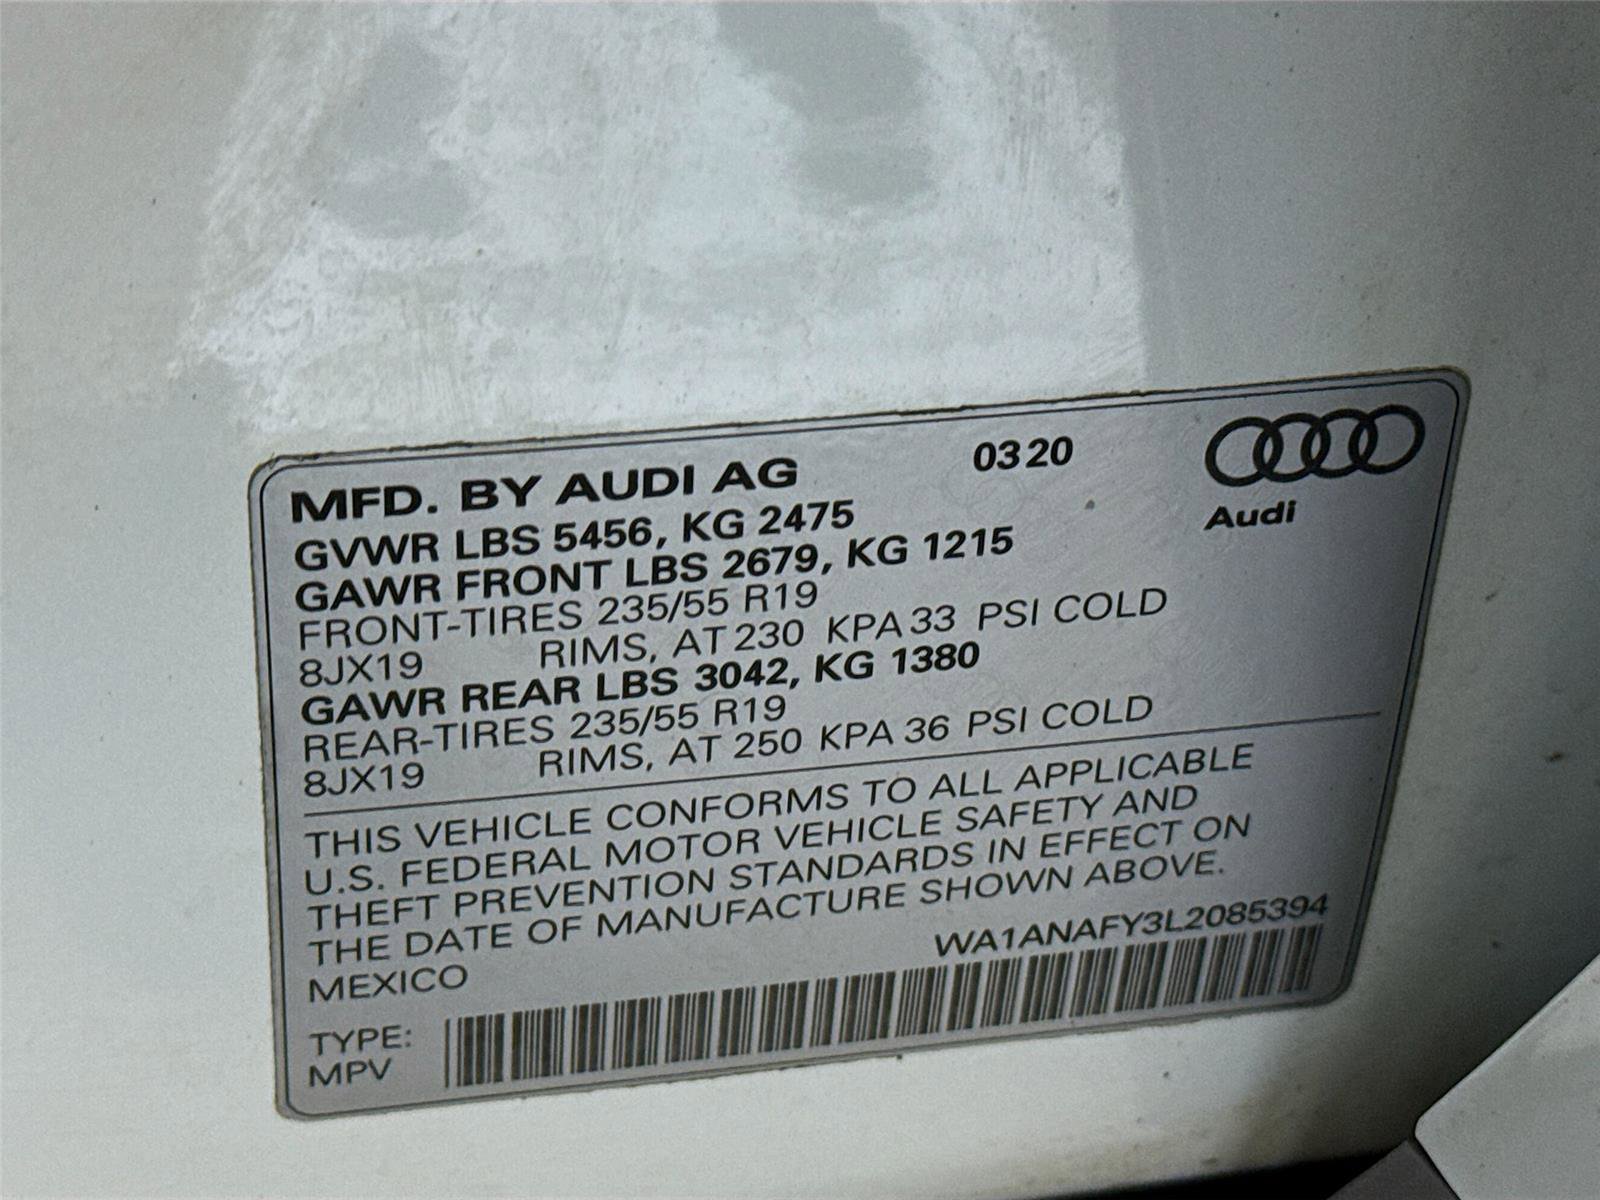 MFD. BY AUDI AG 0320
Audi
GVWR LBS 5456, KG 2475
GAWR FRONT LBS 2679, KG 1215
FRONT-TIRES 235/55 R19
8JX19 RIMS, AT 230 KPA 33 PSI COLD
GAWR REAR LBS 3042, KG 1380
REAR-TIRES 235/55 R19
8JX19 RIMS, AT 250 KPA 36 PSI COLD
THIS VEHICLE CONFORMS TO ALL APPLICABLE
U.S. FEDERAL MOTOR VEHICLE SAFETY AND
THEFT PREVENTION STANDARDS IN EFFECT ON
THE DATE OF MANUFACTURE SHOWN ABOVE.
MEXICO WA1ANAFY3L2085394
TYPE:
MPV